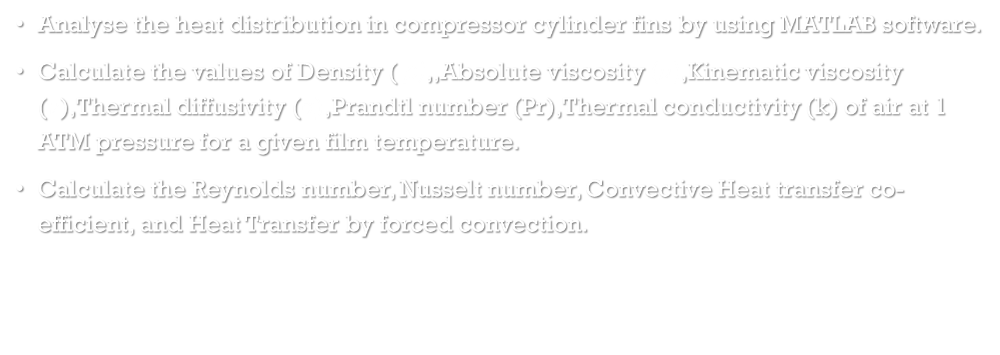 • Analyse the heat distribution in compressor cylinder fins by using MATLAB software.
• Calculate the values of Density ( ,,Absolute viscosity ,Kinematic viscosity
( ),Thermal diffusivity ( ,Prandtl number (Pr),Thermal conductivity (k) of air at 1
ATM pressure for a given film temperature.
• Calculate the Reynolds number, Nusselt number, Convective Heat transfer co-
efficient, and Heat Transfer by forced convection.